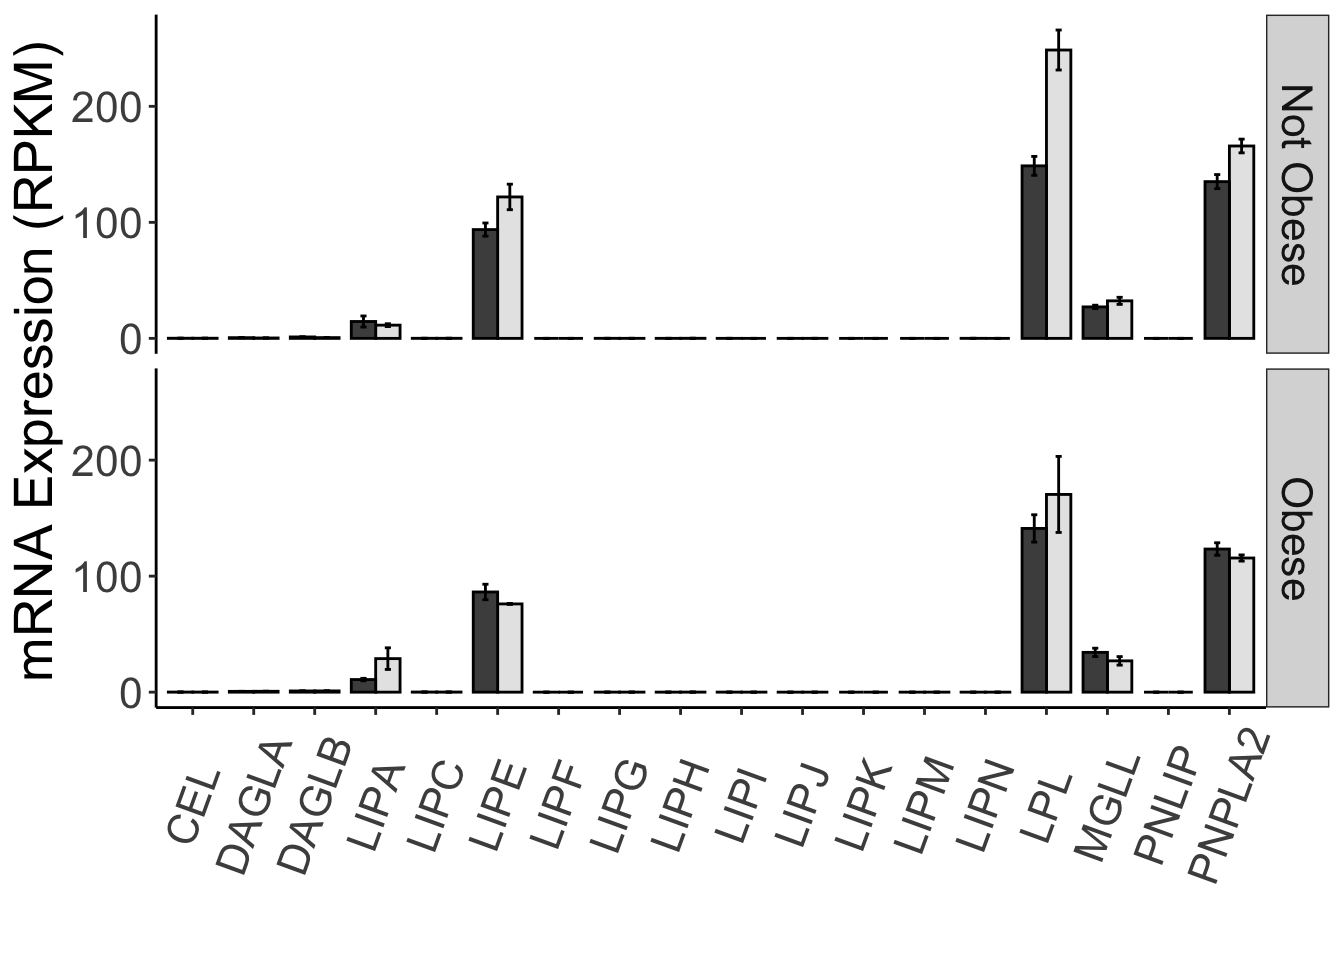 mRNA Expression (RPKM)
200
100
0
Not Obese
200
100
0
Obese
CEL
DAGLA
DAGLB
LIPA
LIPC
LIPE
LIPF
LIPG
LIPH
LIPI
LIPJ
LIPK
LIPM
LIPN
LPL
MGLL
PNLIP
PNPLA2